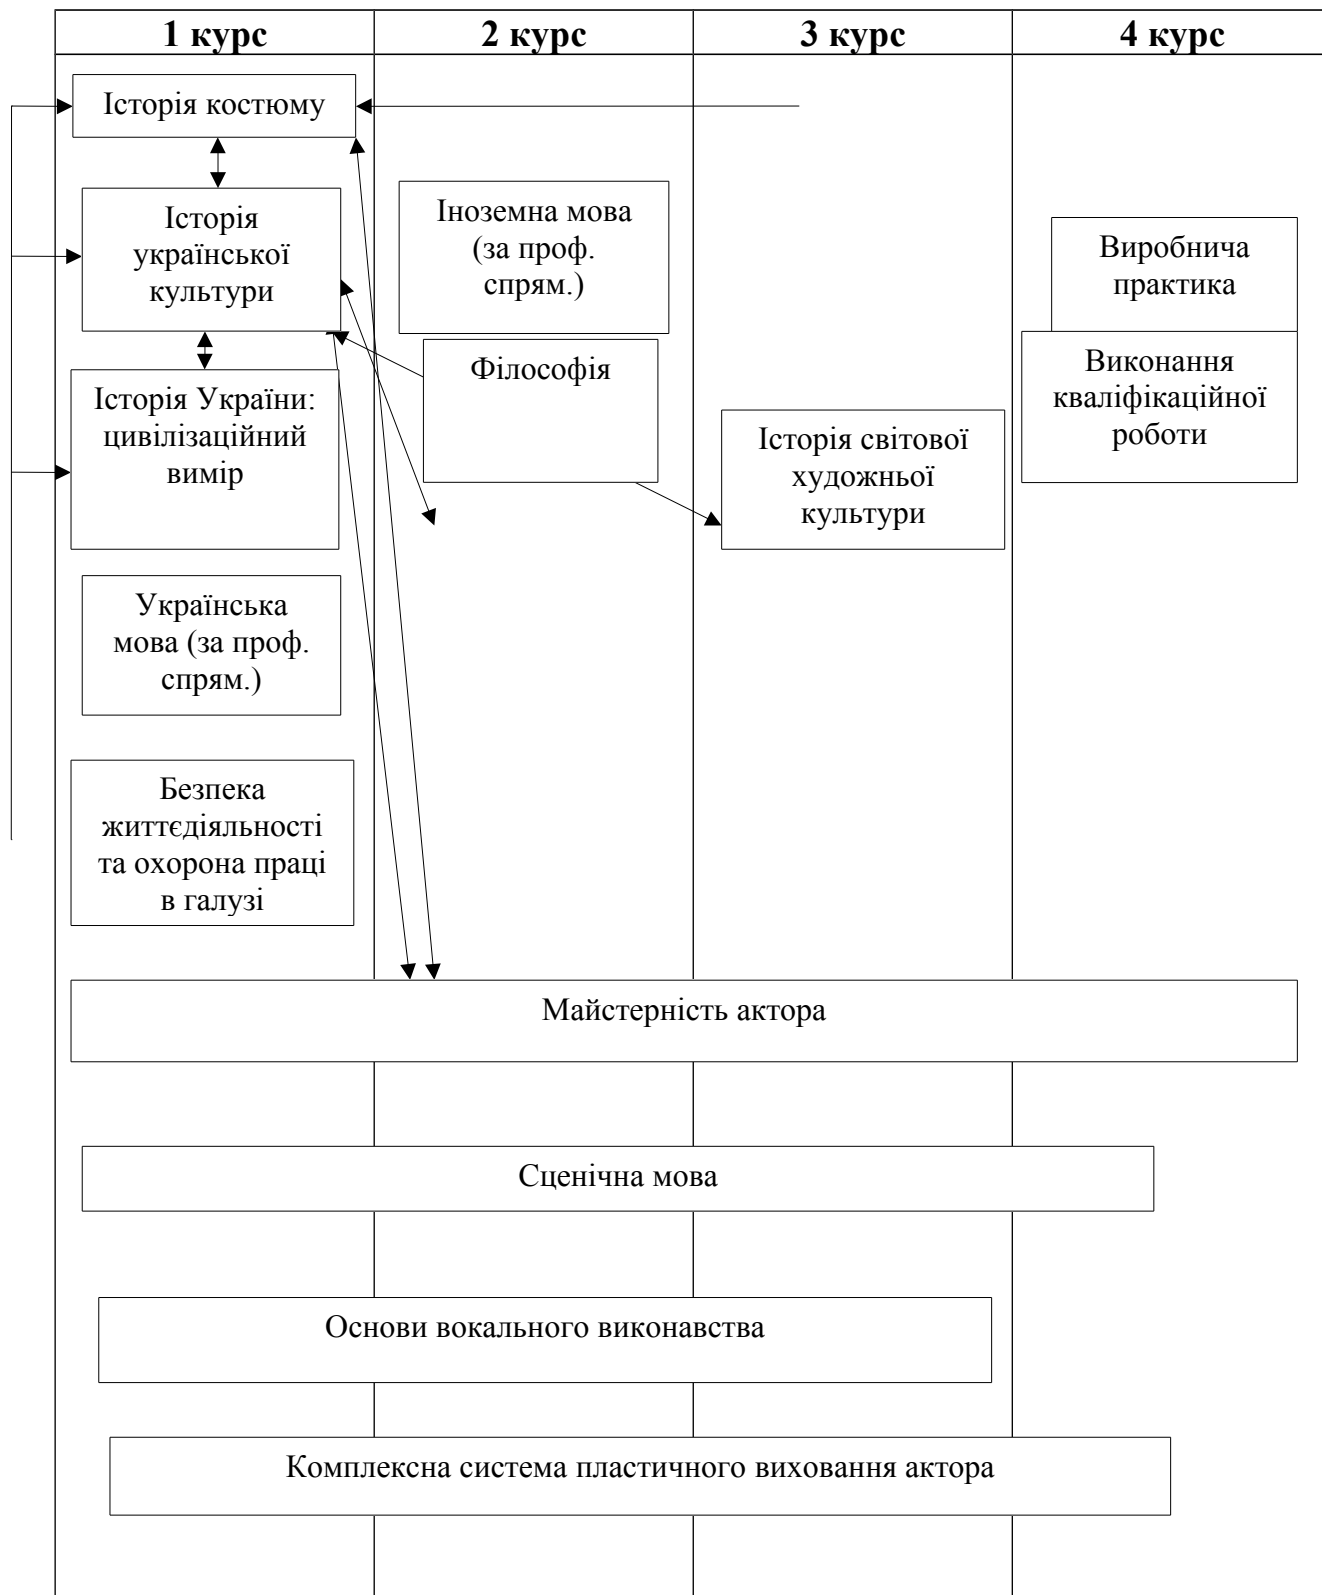 1 курс
2 курс
3 курс
4 курс
Історія костюму
Історія
української
культури
Історія України:
цивілізаційний
вимір
Українська
мова (за проф.
спрям.)
Безпека
життєдіяльності
та охорона праці
в галузі
Іноземна мова
(за проф.
спрям.)
Філософія
Історія світової
художньої
культури
Виробнича
практика
Виконання
кваліфікаційної
роботи
Майстерність актора
Сценічна мова
Основи вокального виконавства
Комплексна система пластичного виховання актора